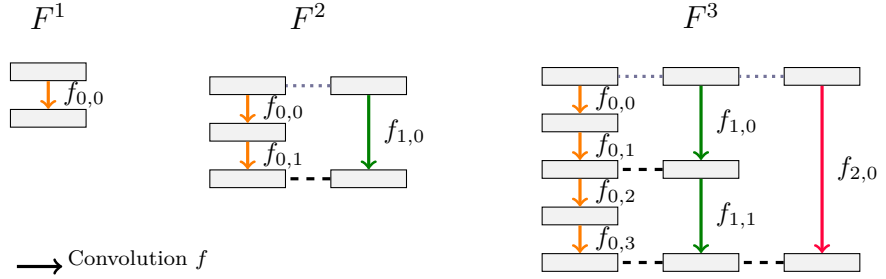 F^1
F^2
F^3
f_{0,0}
f_{0,0}
f_{0,1}
f_{1,0}
f_{0,0}
f_{0,1}
f_{0,2}
f_{0,3}
f_{1,0}
f_{1,1}
f_{2,0}
Convolution f